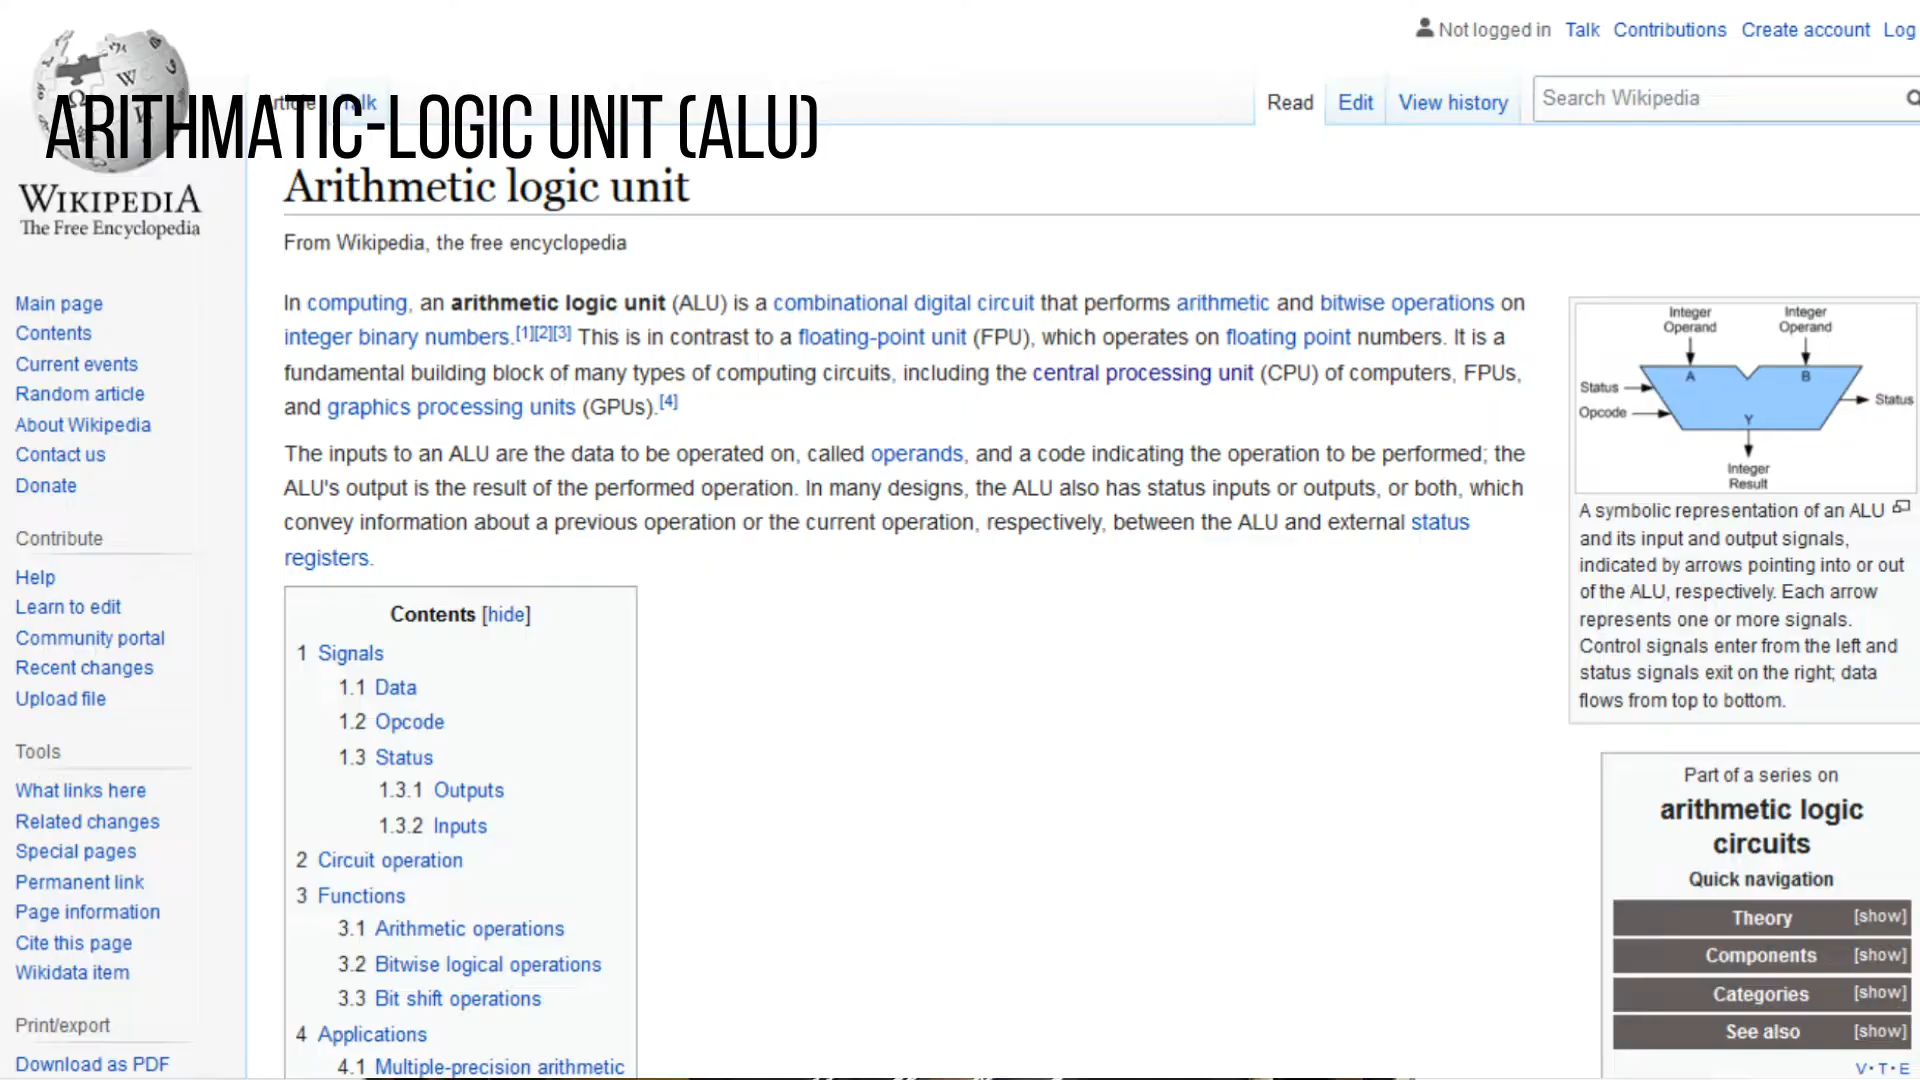 Not logged in Talk Contributions Create account Log
Talk Read Edit View history Search Wikipedia
ARITHMATIC-LOGIC UNIT (ALU)
WIKIPEDIA
The Free Encyclopedia
Main page
Contents
Current events
Random article
About Wikipedia
Contact us
Donate
Contribute
Help
Learn to edit
Community portal
Recent changes
Upload file
Tools
What links here
Related changes
Special pages
Permanent link
Page information
Cite this page
Wikidata item
Print/export
Download as PDF
Arithmetic logic unit
From Wikipedia, the free encyclopedia
In computing, an arithmetic logic unit (ALU) is a combinational digital circuit that performs arithmetic and bitwise operations on
integer binary numbers.[1][2][3] This is in contrast to a floating-point unit (FPU), which operates on floating point numbers. It is a
fundamental building block of many types of computing circuits, including the central processing unit (CPU) of computers, FPUs,
and graphics processing units (GPUs).[4]
The inputs to an ALU are the data to be operated on, called operands, and a code indicating the operation to be performed; the
ALU's output is the result of the performed operation. In many designs, the ALU also has status inputs or outputs, or both, which
convey information about a previous operation or the current operation, respectively, between the ALU and external status
registers.
Contents [hide]
1 Signals
1.1 Data
1.2 Opcode
1.3 Status
1.3.1 Outputs
1.3.2 Inputs
2 Circuit operation
3 Functions
3.1 Arithmetic operations
3.2 Bitwise logical operations
3.3 Bit shift operations
4 Applications
4.1 Multiple-precision arithmetic
Integer Integer
Operand Operand
A B
Status
Opcode
Status
Y
Integer
Result
A symbolic representation of an ALU
and its input and output signals,
indicated by arrows pointing into or out
of the ALU, respectively. Each arrow
represents one or more signals.
Control signals enter from the left and
status signals exit on the right; data
flows from top to bottom.
Part of a series on
arithmetic logic
circuits
Quick navigation
Theory [show]
Components [show]
Categories [show]
See also [show]
V·T·E